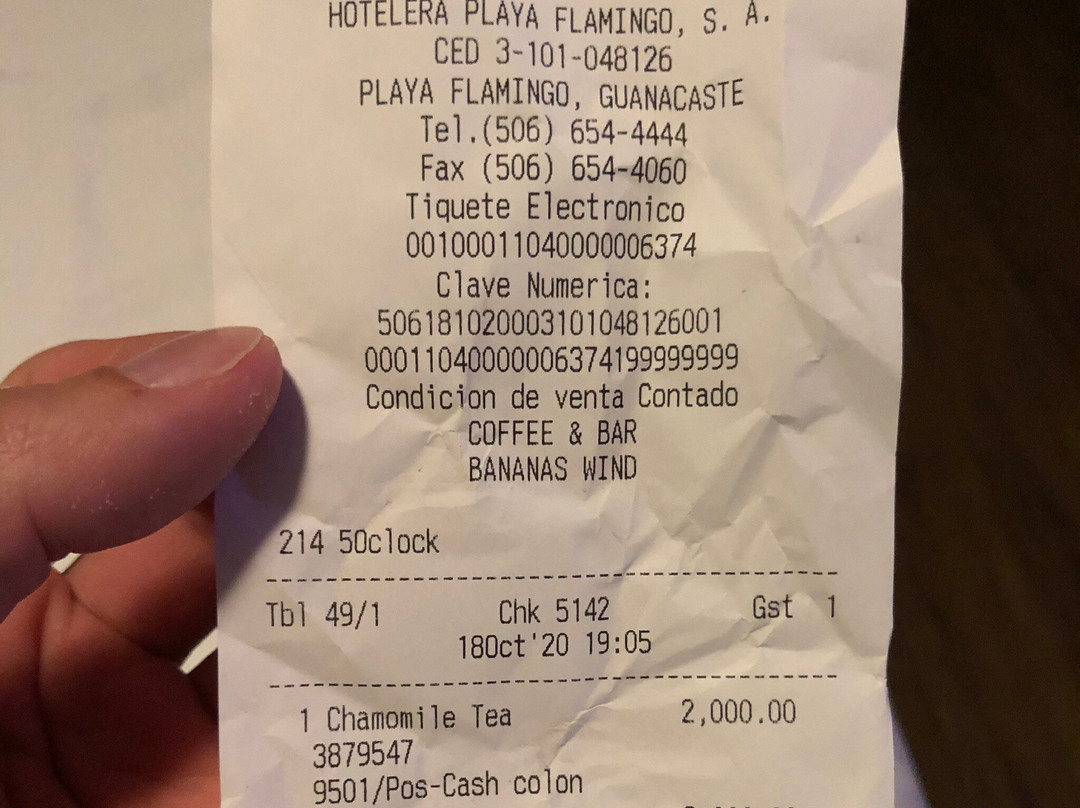 HOTELERA PLAYA FLAMINGO, S. A.
CED 3-101-048126
PLAYA FLAMINGO, GUANACASTE
Tel.(506) 654-4444
Fax (506) 654-4060
Tiquete Electronico
00100011040000006374
Clave Numerica:
506181020003101048126001
00011040000006374199999999
Condicion de venta Contado
COFFEE & BAR
BANANAS WIND
214 5Oclock
Tbl 49/1 Chk 5142 Gst 1
18Oct'20 19:05
1 Chamomile Tea 2,000.00
3879547
9501/Pos-Cash colon